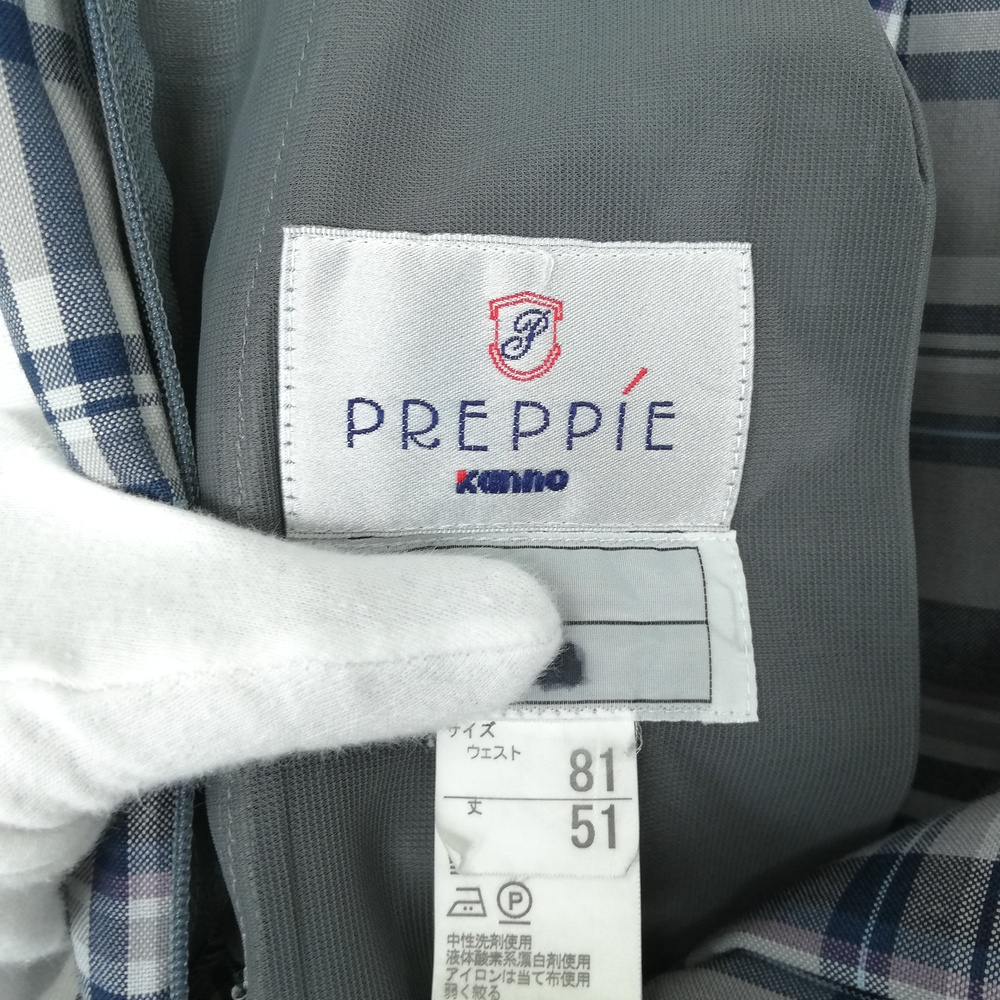 P
PREPPÍE
Kanno
サイズ
ウェスト
81
丈
51
P
中性洗剤使用
液体酸素系漂白剤使用
アイロンは当て布使用
弱く絞る